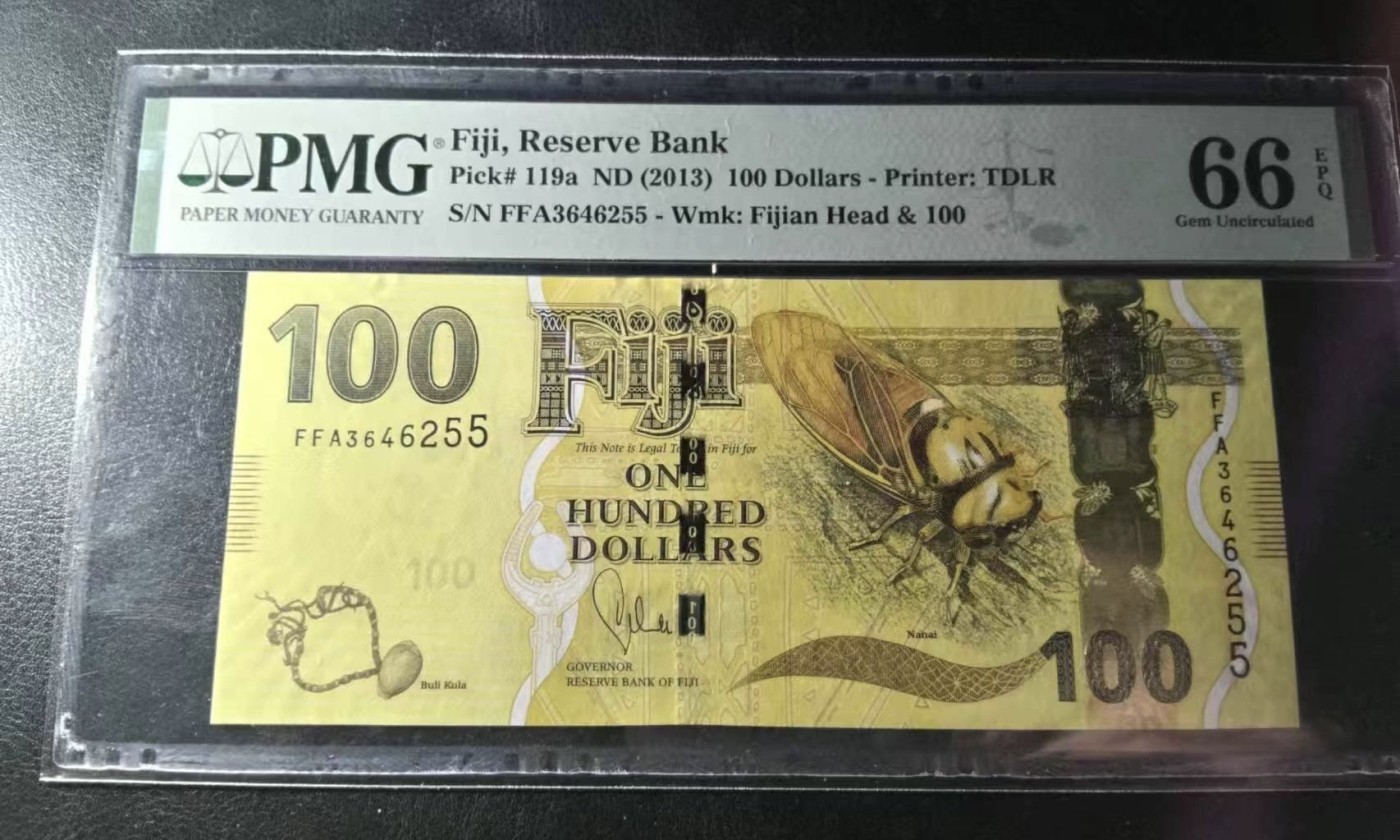 PMG®
PAPER MONEY GUARANTY
Fiji, Reserve Bank
Pick# 119a ND (2013) 100 Dollars - Printer: TDLR
S/N FFA3646255 - Wmk: Fijian Head & 100
66
Gem Uncirculated
EPQ
100
FFA3646255
Fiji
This Note is Legal Te in Fiji for
ONE
HUNDRED
DOLLARS
GOVERNOR
RESERVE BANK OF FIJI
100
Buli Kula
Nanai
100
FFA3646255